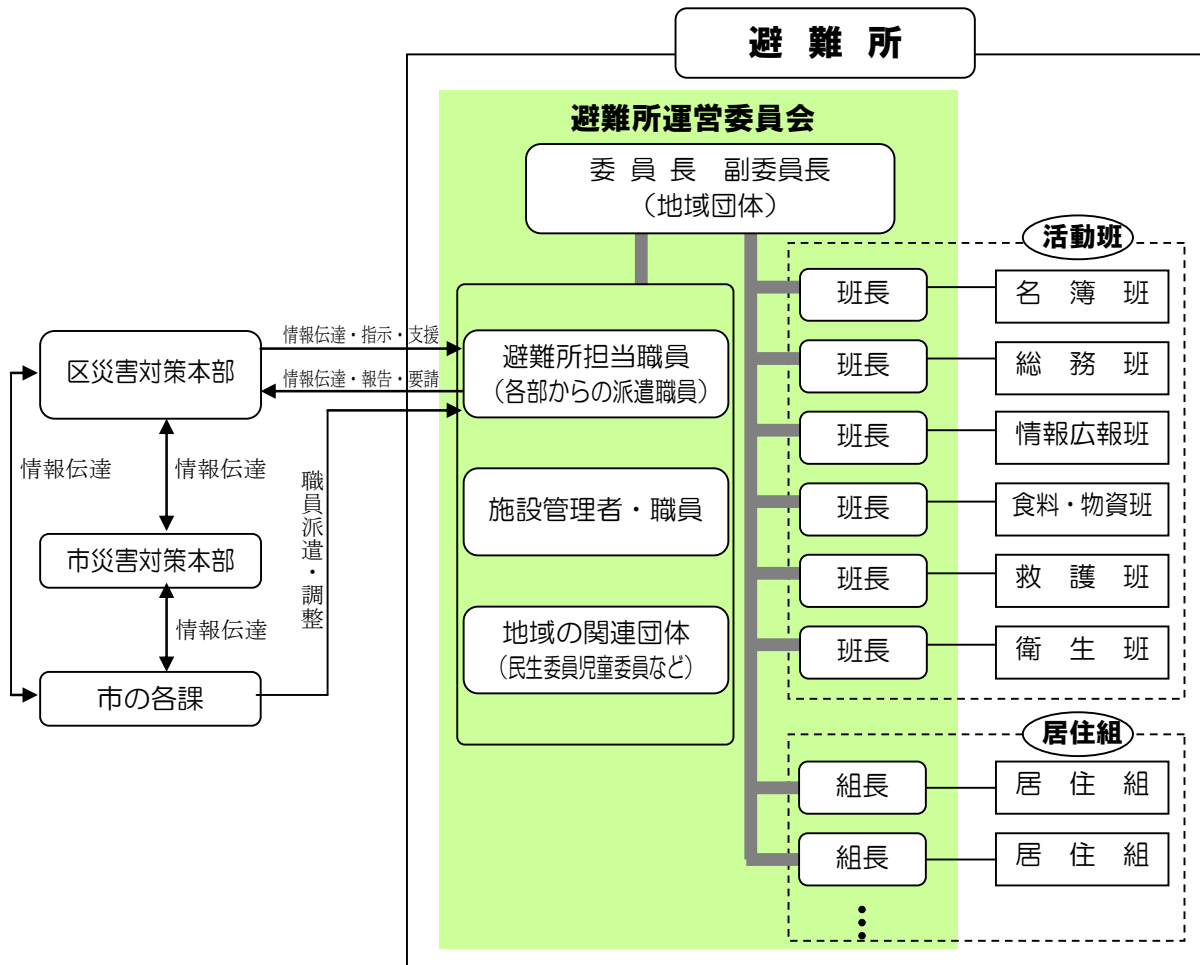 避難所
避難所運営委員会
委員長 副委員長
（地域団体）
活動班
班長
名簿班
班長
総務班
班長
情報広報班
班長
食料・物資班
班長
救護班
班長
衛生班
居住組
組長
居住組
組長
居住組
避難所担当職員
（各部からの派遣職員）
施設管理者・職員
地域の関連団体
（民生委員児童委員など）
情報伝達・指示・支援
情報伝達・報告・要請
区災害対策本部
情報伝達
情報伝達
職員派遣・調整
市災害対策本部
情報伝達
市の各課